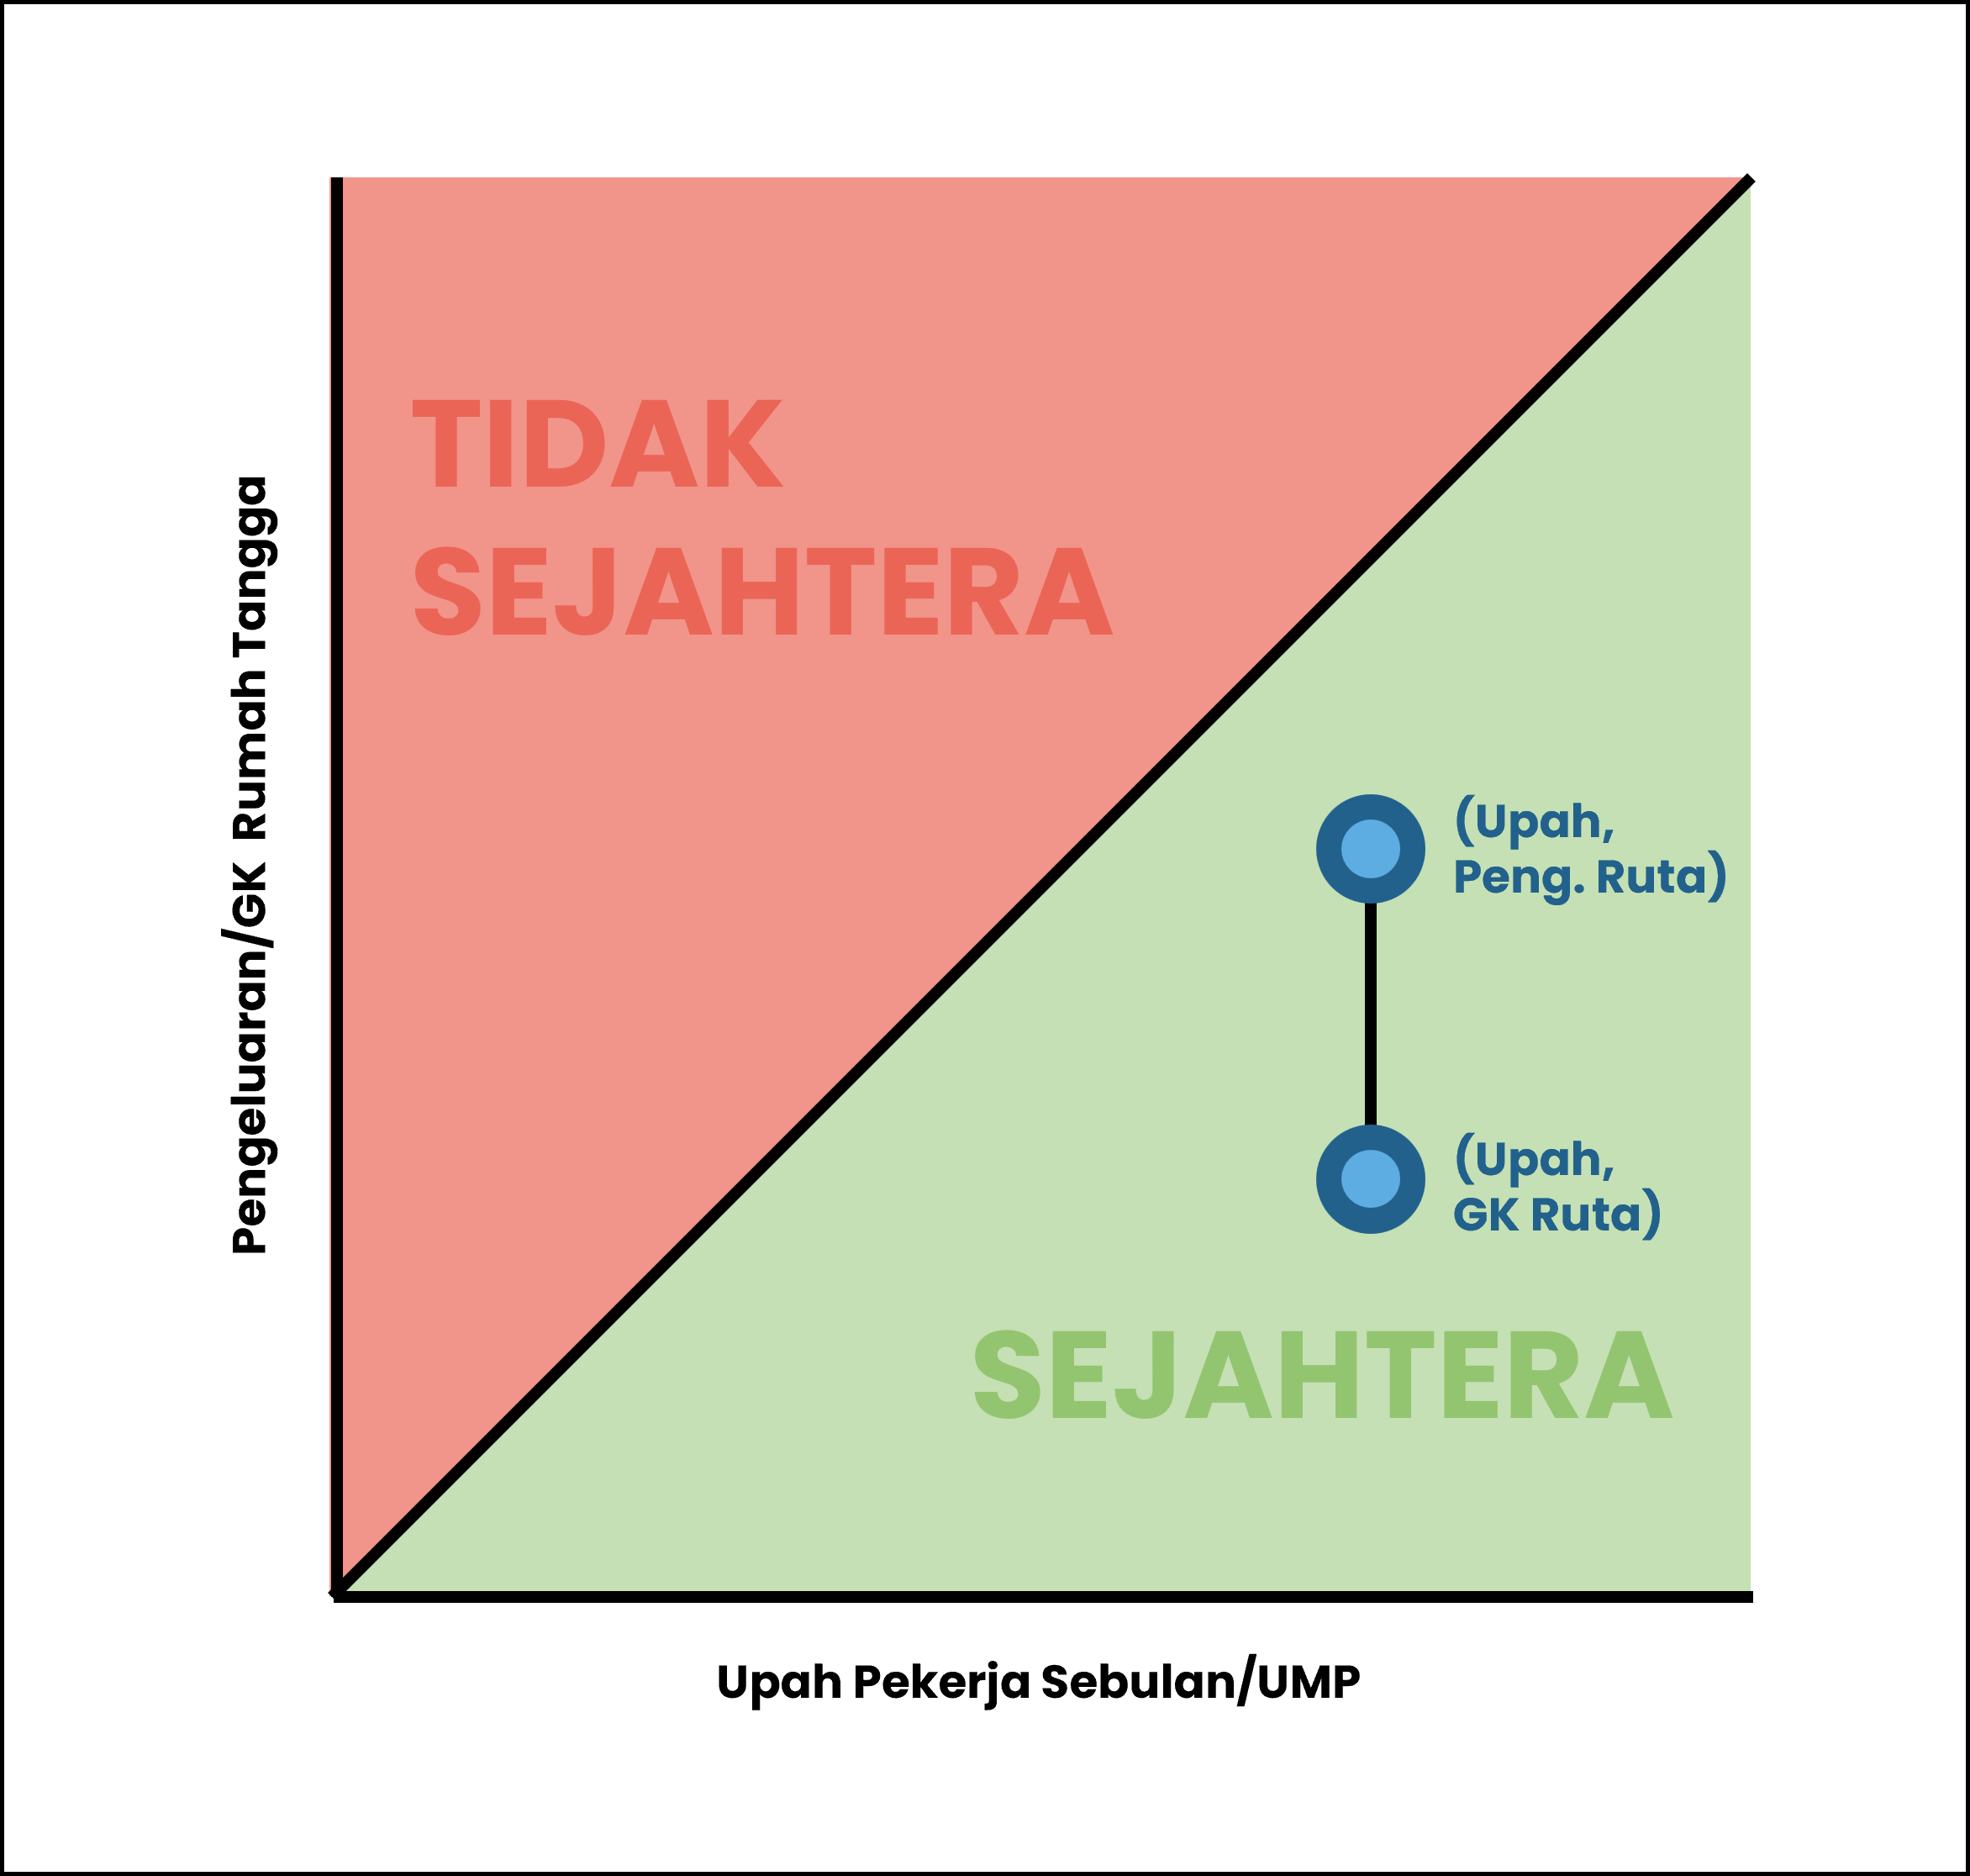 TIDAK
SEJAHTERA
Pengeluaran/GK Rumah Tangga
(Upah,
Peng. Ruta)
(Upah,
GK Ruta)
SEJAHTERA
Upah Pekerja Sebulan/UMP